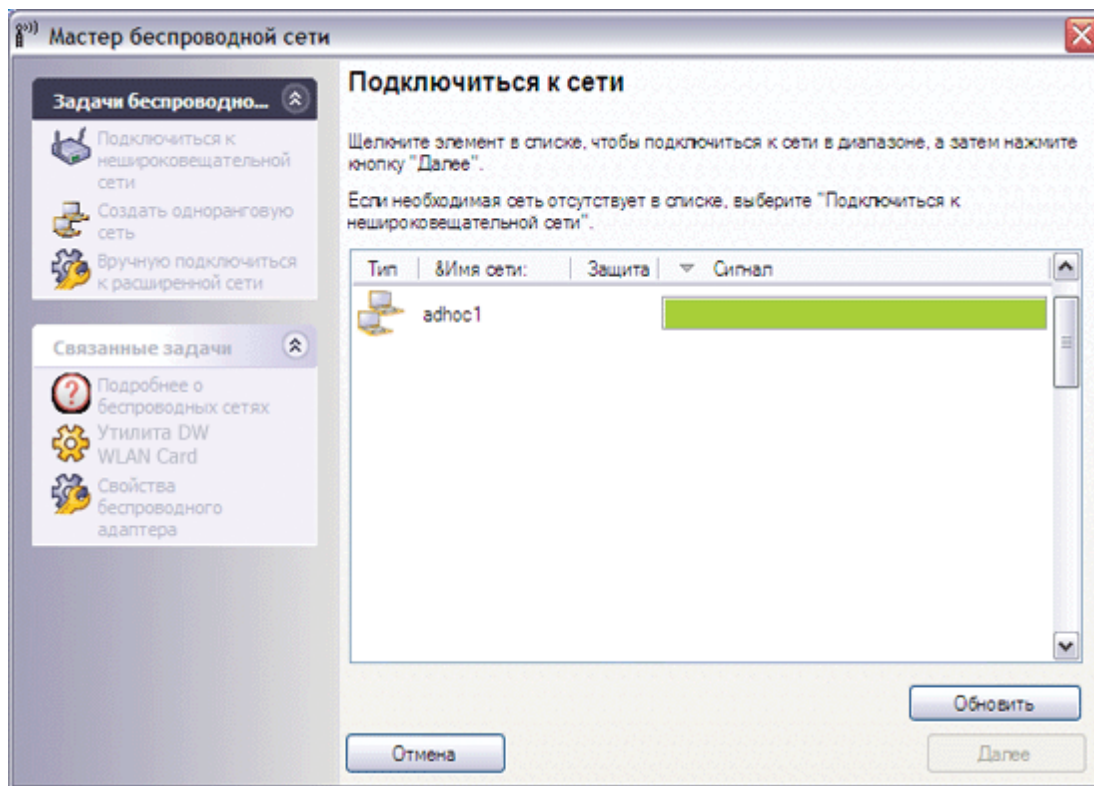 Мастер беспроводной сети
Задачи беспроводно...
Подключиться к
нешироковещательной
сети
Создать одноранговую
сеть
Вручную подключиться
к расширенной сети
Связанные задачи
Подробнее о
беспроводных сетях
Утилита DW
WLAN Card
Свойства
беспроводного
адаптера
Подключиться к сети
Щелкните элемент в списке, чтобы подключиться к сети в диапазоне, а затем нажмите
кнопку "Далее".
Если необходимая сеть отсутствует в списке, выберите "Подключиться к
нешироковещательной сети".
Тип &Имя сети: Защита Сигнал
adhoc1
Обновить
Отмена Далее